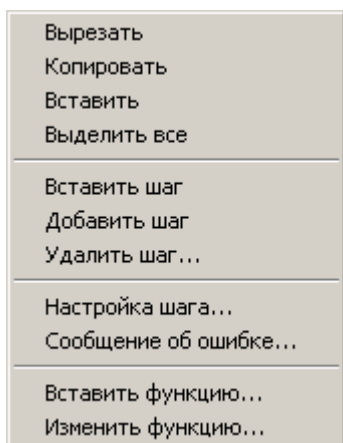 Вырезать
Копировать
Вставить
Выделить все
Вставить шаг
Добавить шаг
Удалить шаг...
Настройка шага...
Сообщение об ошибке...
Вставить функцию...
Изменить функцию...